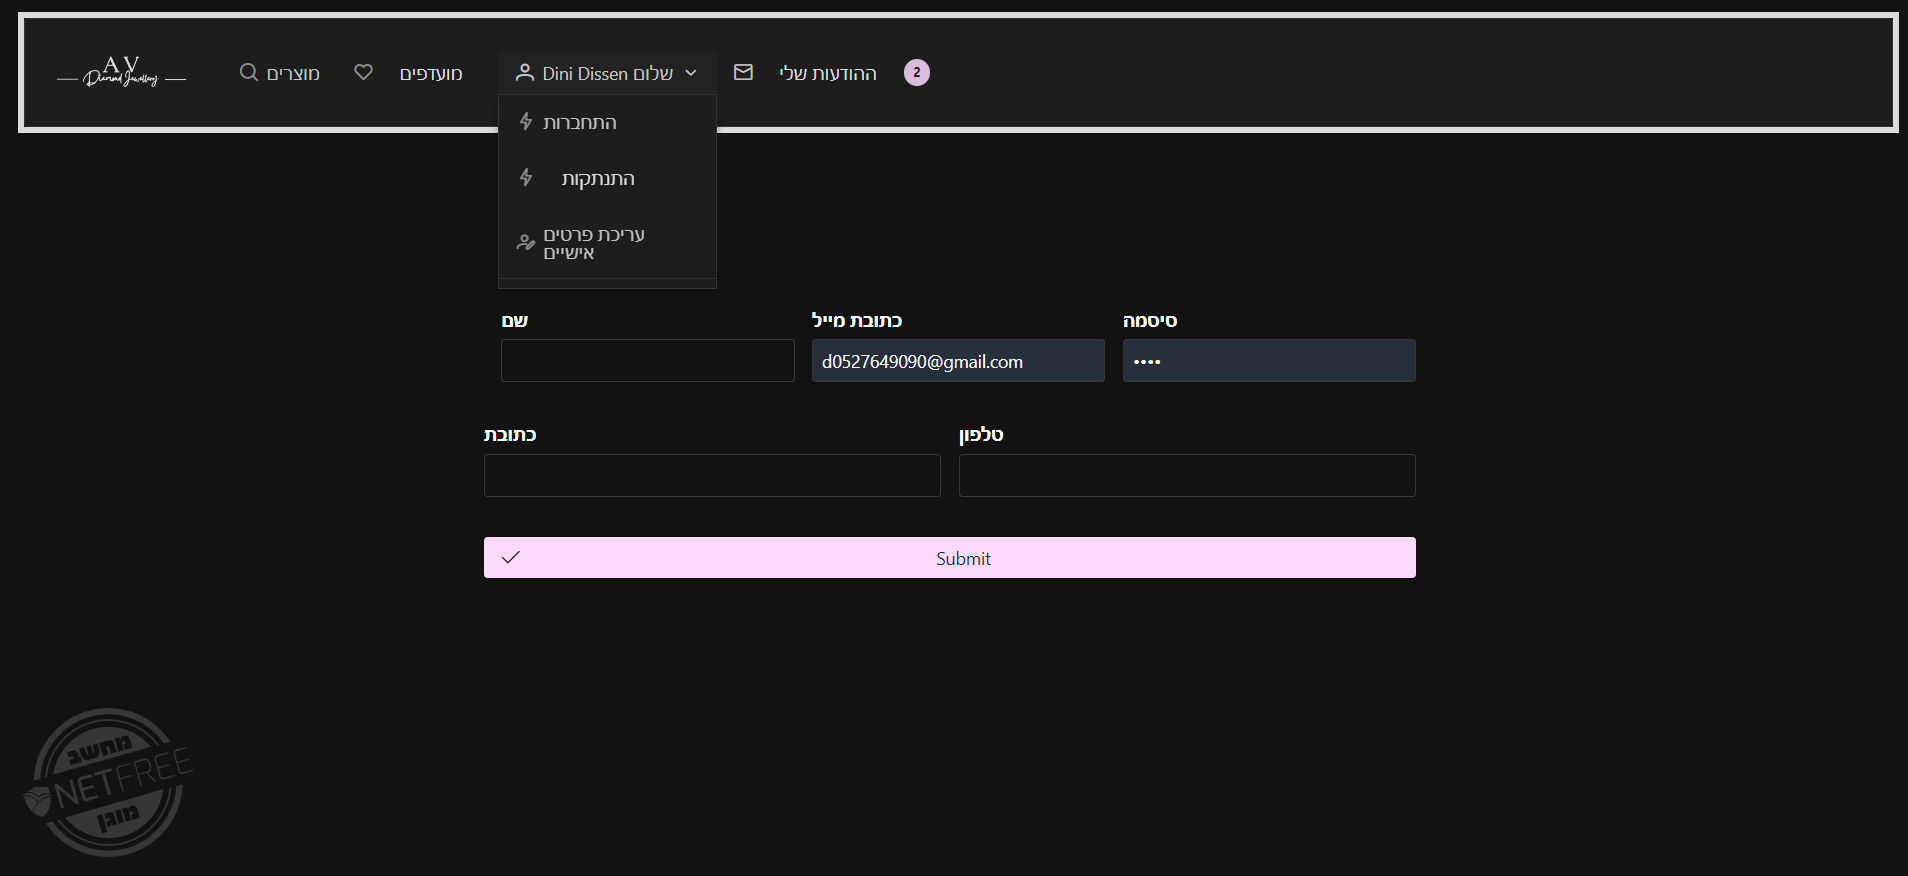 A V
Diamond Jewellery
מוצרים
מועדפים
שלום Dini Dissen
ההודעות שלי
2
התחברות
התנתקות
עריכת פרטים
אישיים
שם
כתובת מייל
סיסמה
d0527649090@gmail.com
••••
כתובת
טלפון
Submit
מחשב
NETFREE
מוגן